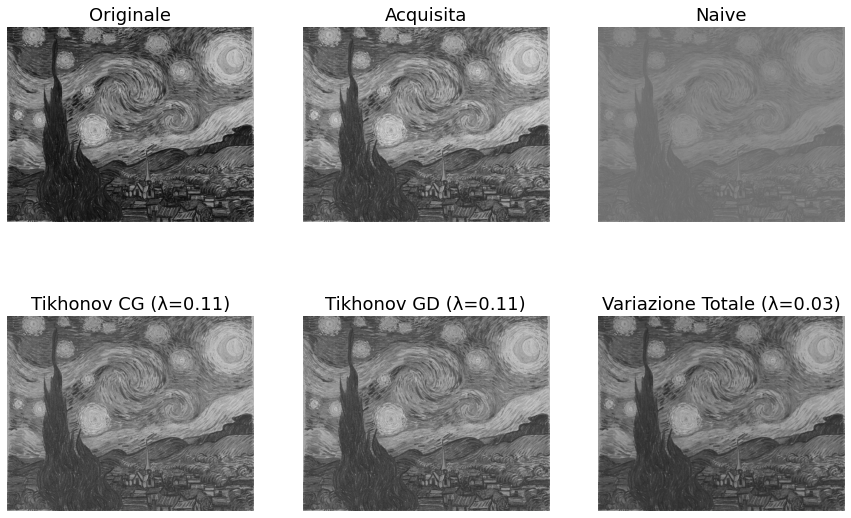 Originale
Acquisita
Naive
Tikhonov CG (λ=0.11)
Tikhonov GD (λ=0.11)
Variazione Totale (λ=0.03)